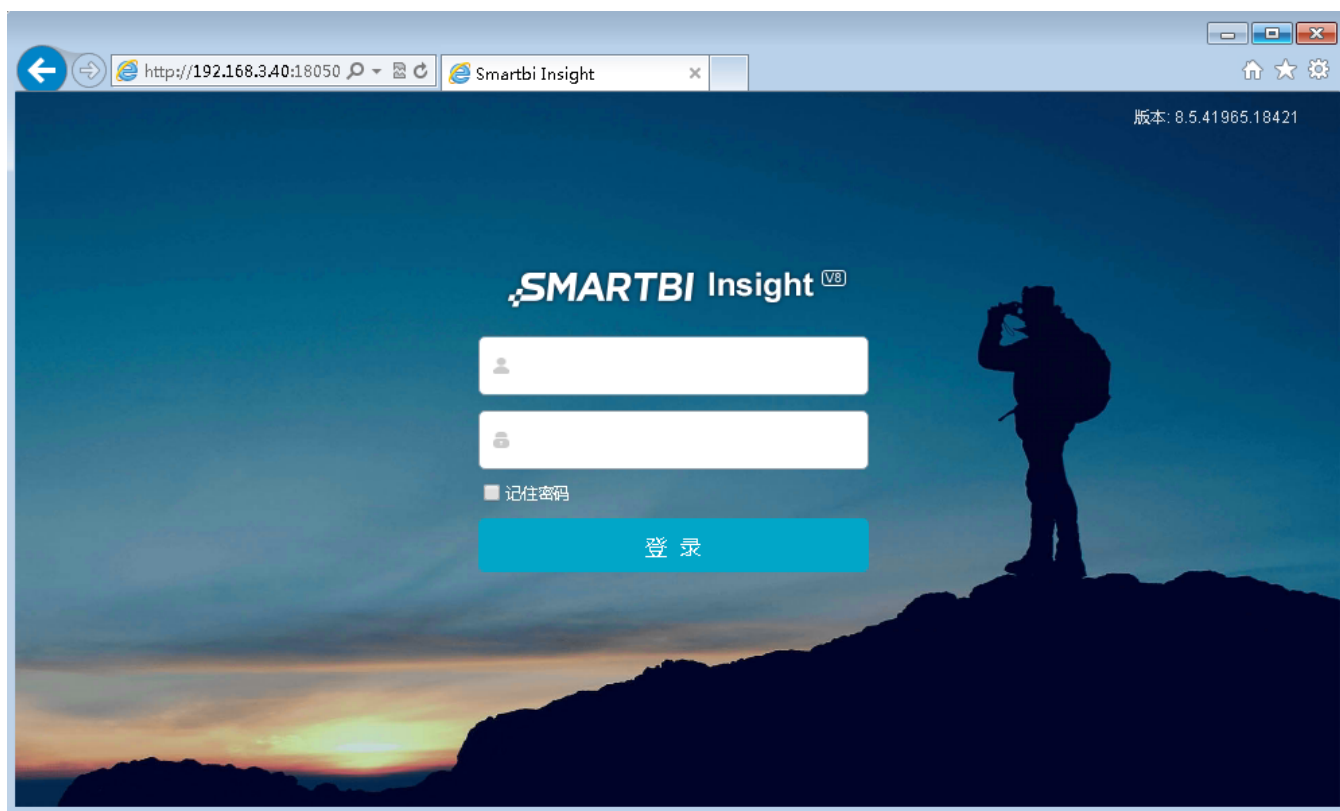 http://192.168.3.40:18050
Smartbi Insight
版本: 8.5.41965.18421
SMARTBI Insight V8
记住密码
登 录